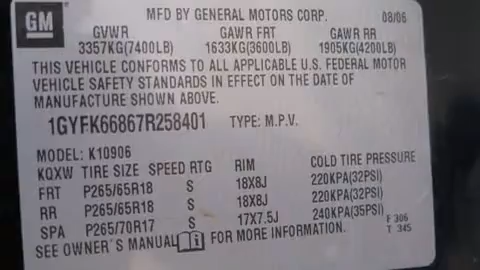 GM
MFD BY GENERAL MOTORS CORP. 08/06
GVWR GAWR FRT GAWR RR
3357KG(7400LB) 1633KG(3600LB) 1905KG(4200LB)
THIS VEHICLE CONFORMS TO ALL APPLICABLE U.S. FEDERAL MOTOR
VEHICLE SAFETY STANDARDS IN EFFECT ON THE DATE OF
MANUFACTURE SHOWN ABOVE.
1GYFK66867R258401 TYPE: M.P.V.
MODEL: K10906
KQXW TIRE SIZE SPEED RTG RIM COLD TIRE PRESSURE
FRT P265/65R18 S 18X8J 220KPA(32PSI)
RR P265/65R18 S 18X8J 220KPA(32PSI)
SPA P265/70R17 S 17X7.5J 240KPA(35PSI)
SEE OWNER'S MANUAL i FOR MORE INFORMATION.
F 306
T 345